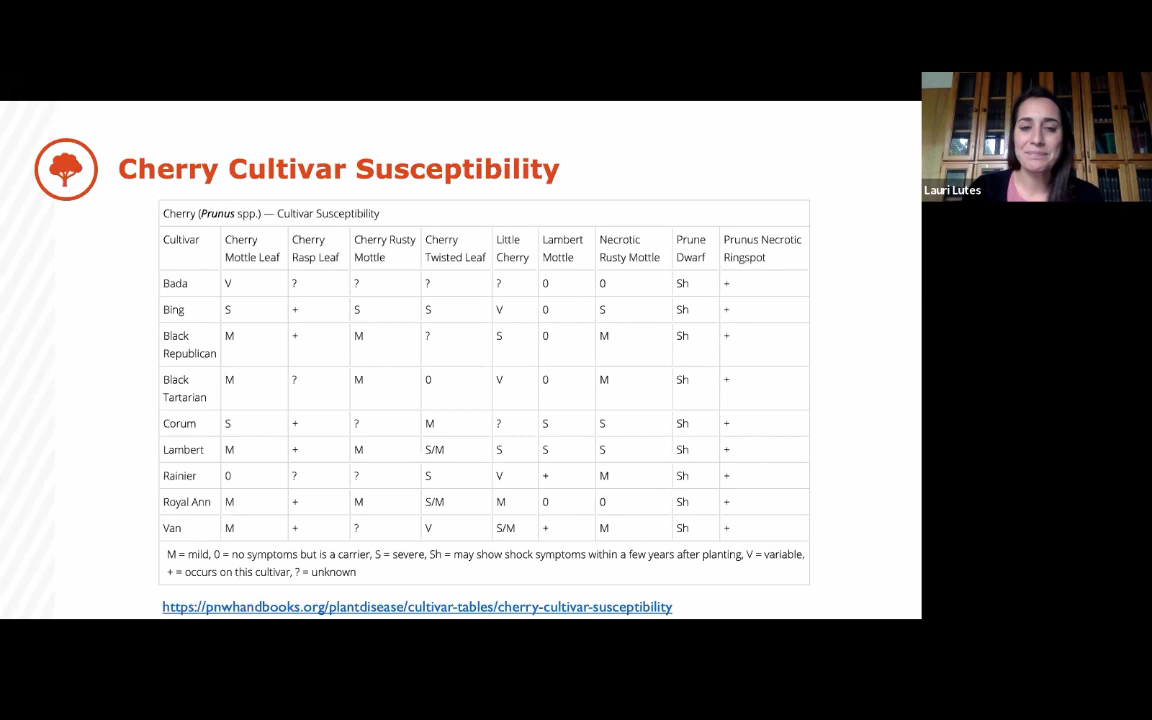 Cherry Cultivar Susceptibility
Cherry (Prunus spp.) — Cultivar Susceptibility
Cultivar Cherry Mottle Leaf Cherry Rasp Leaf Cherry Rusty Mottle Cherry Twisted Leaf Little Cherry Lambert Mottle Necrotic Rusty Mottle Prune Dwarf Prunus Necrotic Ringspot
Bada V ? ? ? ? 0 0 Sh +
Bing S + S S V 0 S Sh +
Black Republican M + M ? S 0 M Sh +
Black Tartarian M ? M 0 V 0 M Sh +
Corum S + ? M ? S S Sh +
Lambert M + M S/M S S S Sh +
Rainier 0 ? ? S V + M Sh +
Royal Ann M + M S/M M 0 0 Sh +
Van M + ? V S/M + M Sh +
M = mild, 0 = no symptoms but is a carrier, S = severe, Sh = may show shock symptoms within a few years after planting, V = variable,
+ = occurs on this cultivar, ? = unknown
https://pnwhandbooks.org/plantdisease/cultivar-tables/cherry-cultivar-susceptibility
Lauri Lutes